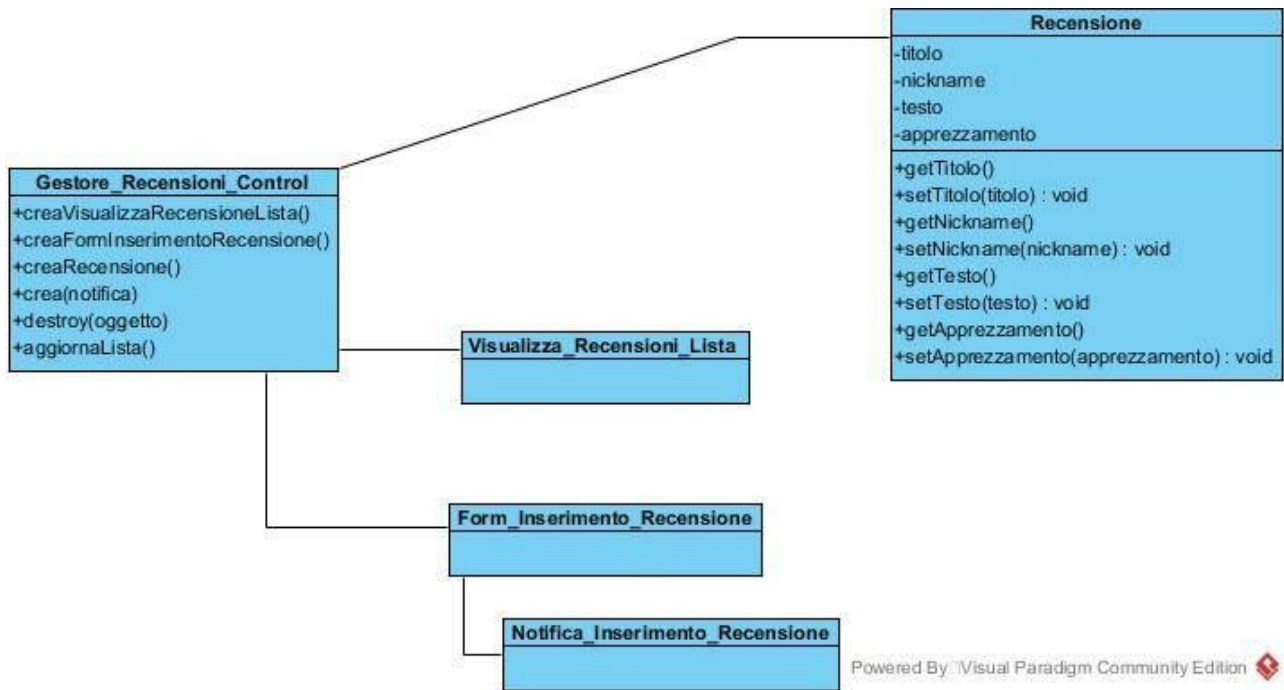 Recensione
-titolo
-nickname
-testo
-apprezzamento
+getTitolo()
+setTitolo(titolo) : void
+getNickname()
+setNickname(nickname) : void
+getTesto()
+setTesto(testo) : void
+getApprezzamento()
+setApprezzamento(apprezzamento) : void
Gestore_Recensioni_Control
+creaVisualizzaRecensioneLista()
+creaFormInserimentoRecensione()
+creaRecensione()
+crea(notifica)
+destroy(oggetto)
+aggiornaLista()
Visualizza_Recensioni_Lista
Form_Inserimento_Recensione
Notifica_Inserimento_Recensione
Powered By Visual Paradigm Community Edition